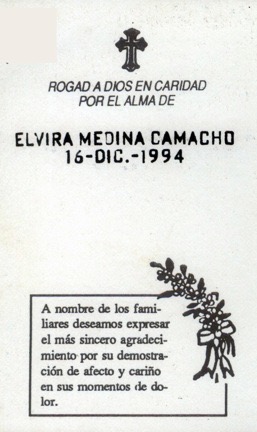 ROGAD A DIOS EN CARIDAD
POR EL ALMA DE
ELVIRA MEDINA CAMACHO
16-DIC.-1994
A nombre de los fami-
liares deseamos expresar
el más sincero agradeci-
miento por su demostra-
ción de afecto y cariño
en sus momentos de do-
lor.